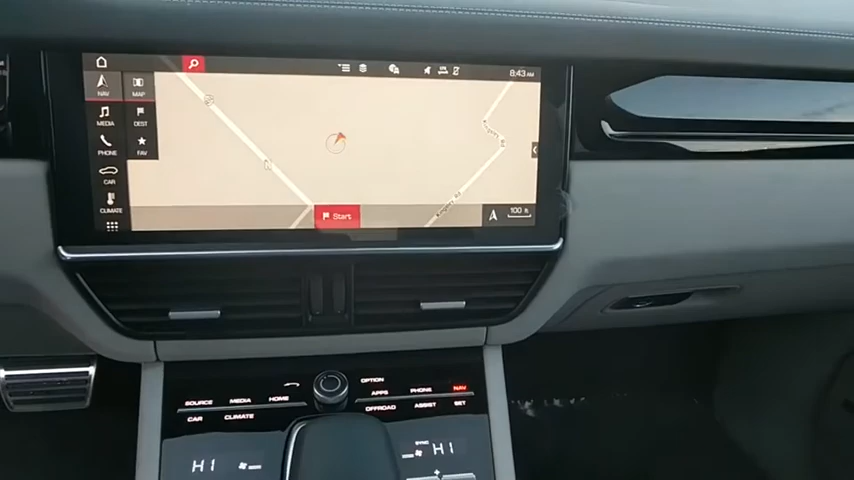 8:43 AM
NAV
MAP
MEDIA
DEST
PHONE
FAV
CAR
CLIMATE
Start
100 ft
SOURCE
MEDIA
OPTION
APPS
PHONE
NAV
CAR
CLIMATE
HOME
OFFROAD
ASSIST
SET
HI
SYNC
HI